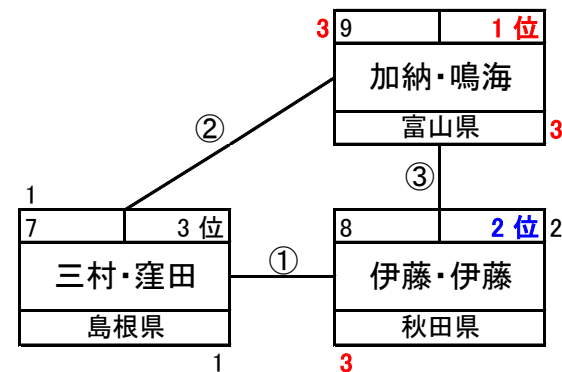 3 9 1 位
加納・鳴海
富山県 3
②
③
1
7 3 位
三村・窪田
島根県
1
①
8 2 位 2
伊藤・伊藤
秋田県
3